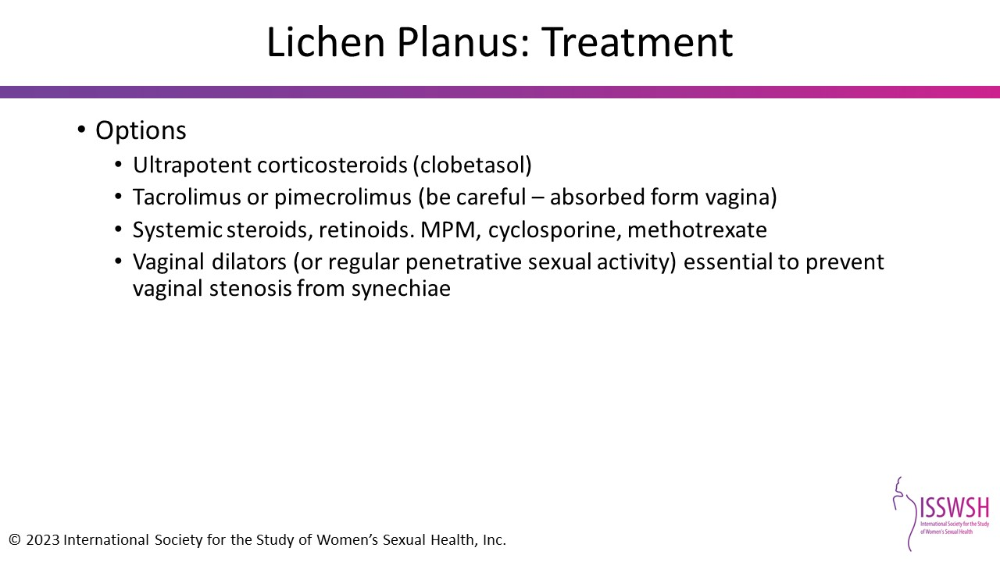 Lichen Planus: Treatment
• Options
• Ultrapotent corticosteroids (clobetasol)
• Tacrolimus or pimecrolimus (be careful – absorbed form vagina)
• Systemic steroids, retinoids. MPM, cyclosporine, methotrexate
• Vaginal dilators (or regular penetrative sexual activity) essential to prevent
vaginal stenosis from synechiae
ISSWSH
International Society for the Study
of Women's Sexual Health
© 2023 International Society for the Study of Women’s Sexual Health, Inc.